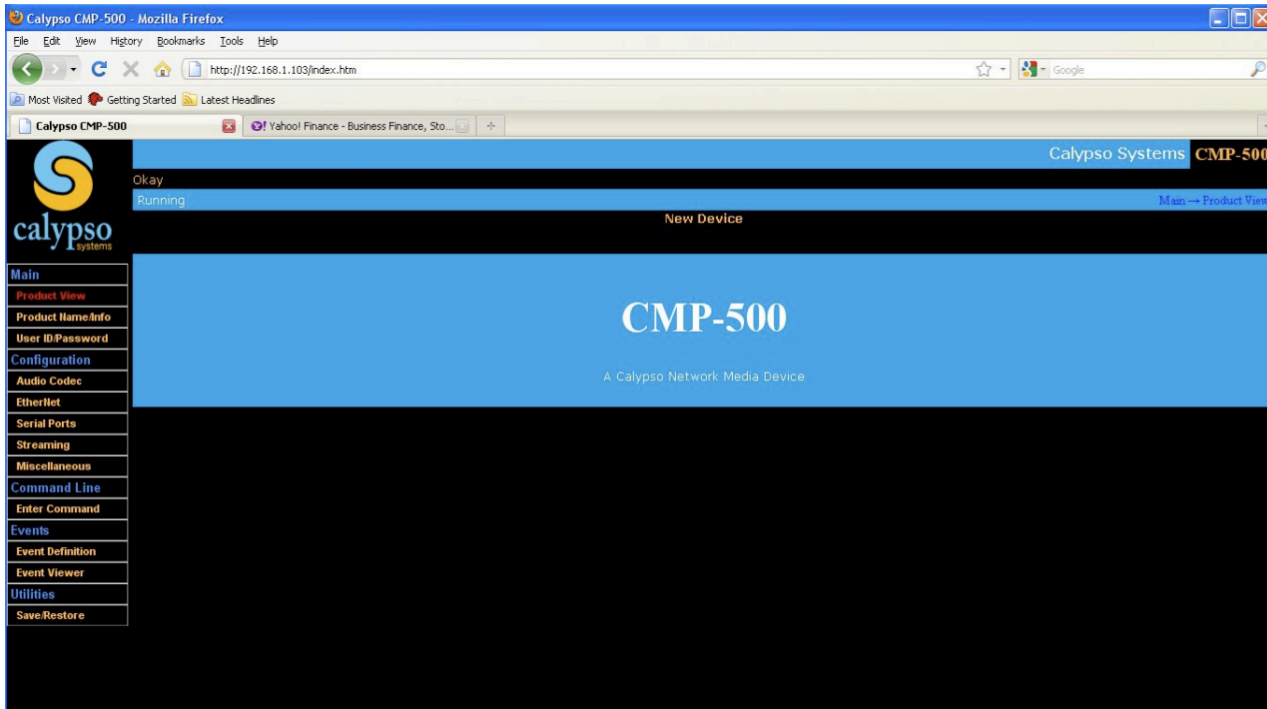 Calypso CMP-500 - Mozilla Firefox
File Edit View History Bookmarks Tools Help
http://192.168.1.103/index.htm Google
Most Visited Getting Started Latest Headlines
Calypso CMP-500 Yahoo! Finance - Business Finance, Sto...
Calypso Systems CMP-500
Okay
Running Main → Product View
New Device
calypso
systems
Main
Product View
Product Name/Info
User ID/Password
Configuration
Audio Codec
EtherNet
Serial Ports
Streaming
Miscellaneous
Command Line
Enter Command
Events
Event Definition
Event Viewer
Utilities
Save/Restore
CMP-500
A Calypso Network Media Device